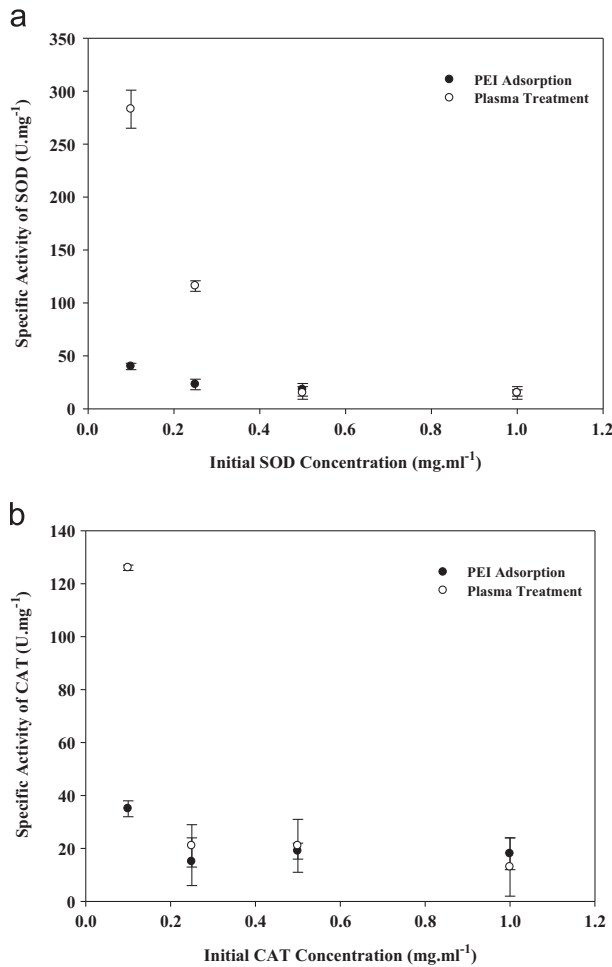 a
350
300
250
200
150
100
50
0
Specific Activity of SOD (U.mg⁻¹)
PEI Adsorption
Plasma Treatment
0.0 0.2 0.4 0.6 0.8 1.0 1.2
Initial SOD Concentration (mg.ml⁻¹)
b
140
120
100
80
60
40
20
0
Specific Activity of CAT (U.mg⁻¹)
PEI Adsorption
Plasma Treatment
0.0 0.2 0.4 0.6 0.8 1.0 1.2
Initial CAT Concentration (mg.ml⁻¹)